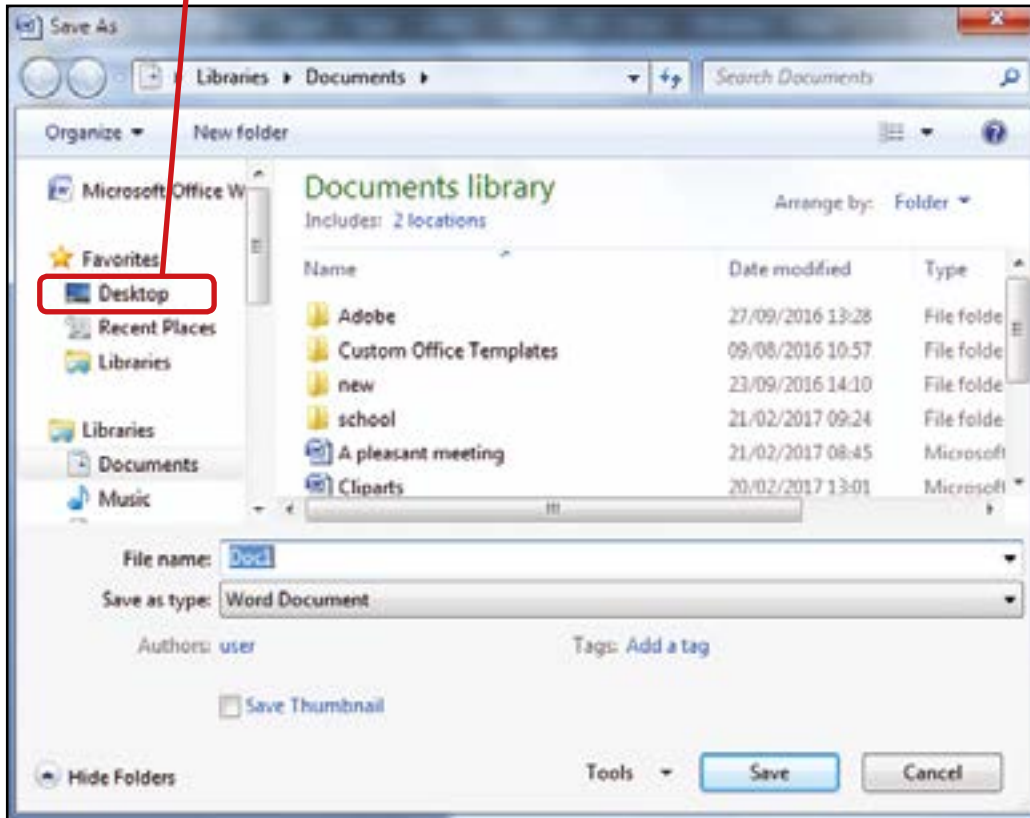 Save As
Libraries Documents
Search Documents
Organize New folder
Microsoft Office W
Favorites
Desktop
Recent Places
Libraries
Libraries
Documents
Music
Documents library
Includes: 2 locations
Arrange by: Folder
Name Date modified Type
Adobe 27/09/2016 13:28 File folde
Custom Office Templates 09/08/2016 10:57 File folde
new 23/09/2016 14:10 File folde
school 21/02/2017 09:24 File folde
A pleasant meeting 21/02/2017 08:45 Microsoft
Cliparts 20/02/2017 13:01 Microsoft
File name: Doc1
Save as type: Word Document
Authors: user Tags: Add a tag
Save Thumbnail
Hide Folders Tools Save Cancel